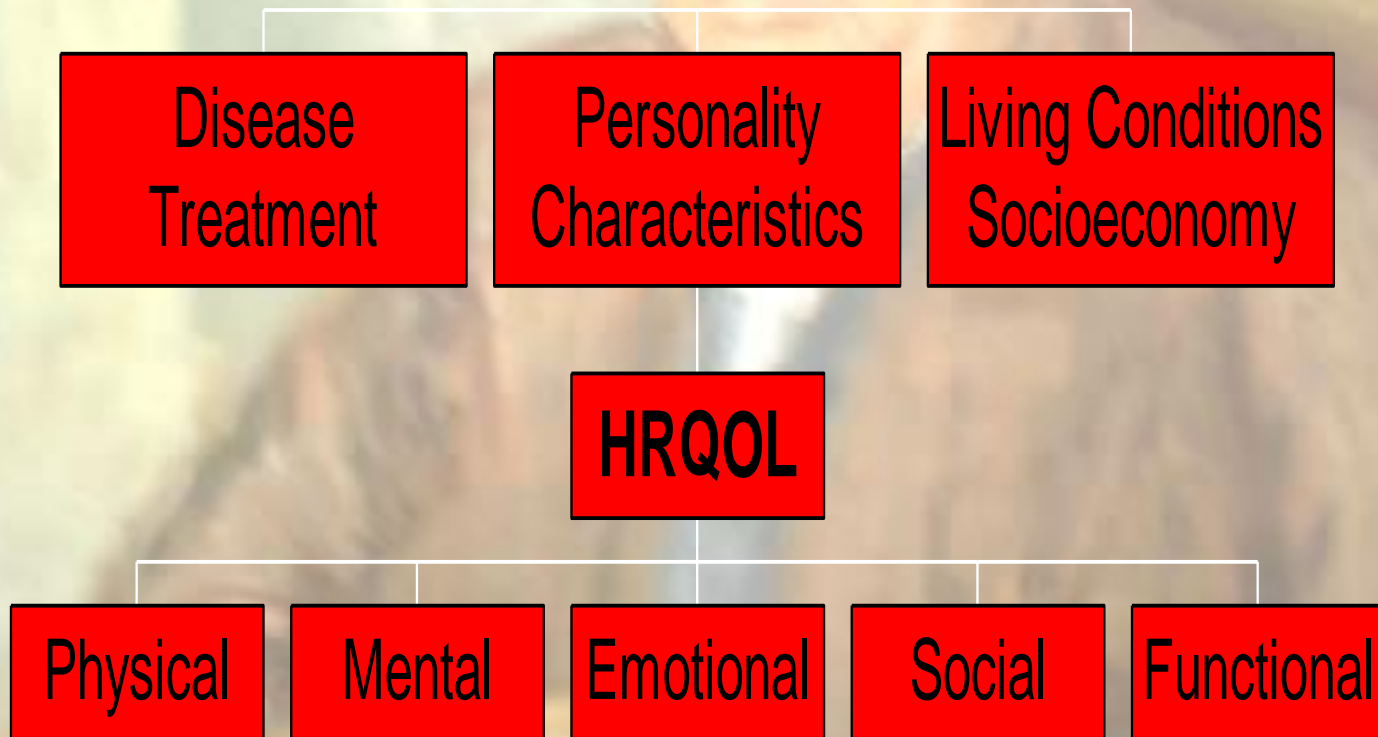 Disease
Treatment
Personality
Characteristics
Living Conditions
Socioeconomy
HRQOL
Physical
Mental
Emotional
Social
Functional